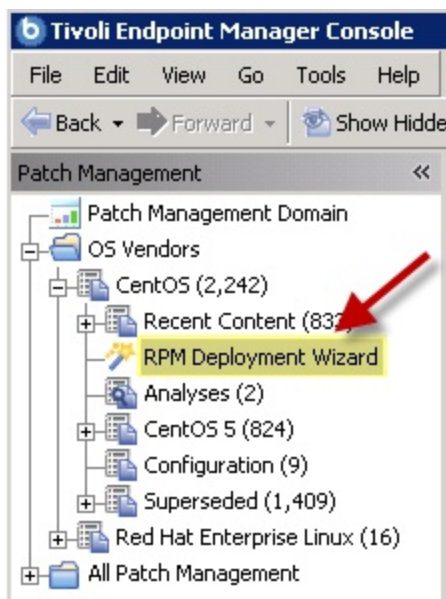 Tivoli Endpoint Manager Console
File Edit View Go Tools Help
Back Forward Show Hidde
Patch Management
Patch Management Domain
OS Vendors
CentOS (2,242)
Recent Content
RPM Deployment Wizard
Analyses (2)
CentOS 5 (824)
Configuration (9)
Superseded (1,409)
Red Hat Enterprise Linux (16)
All Patch Management